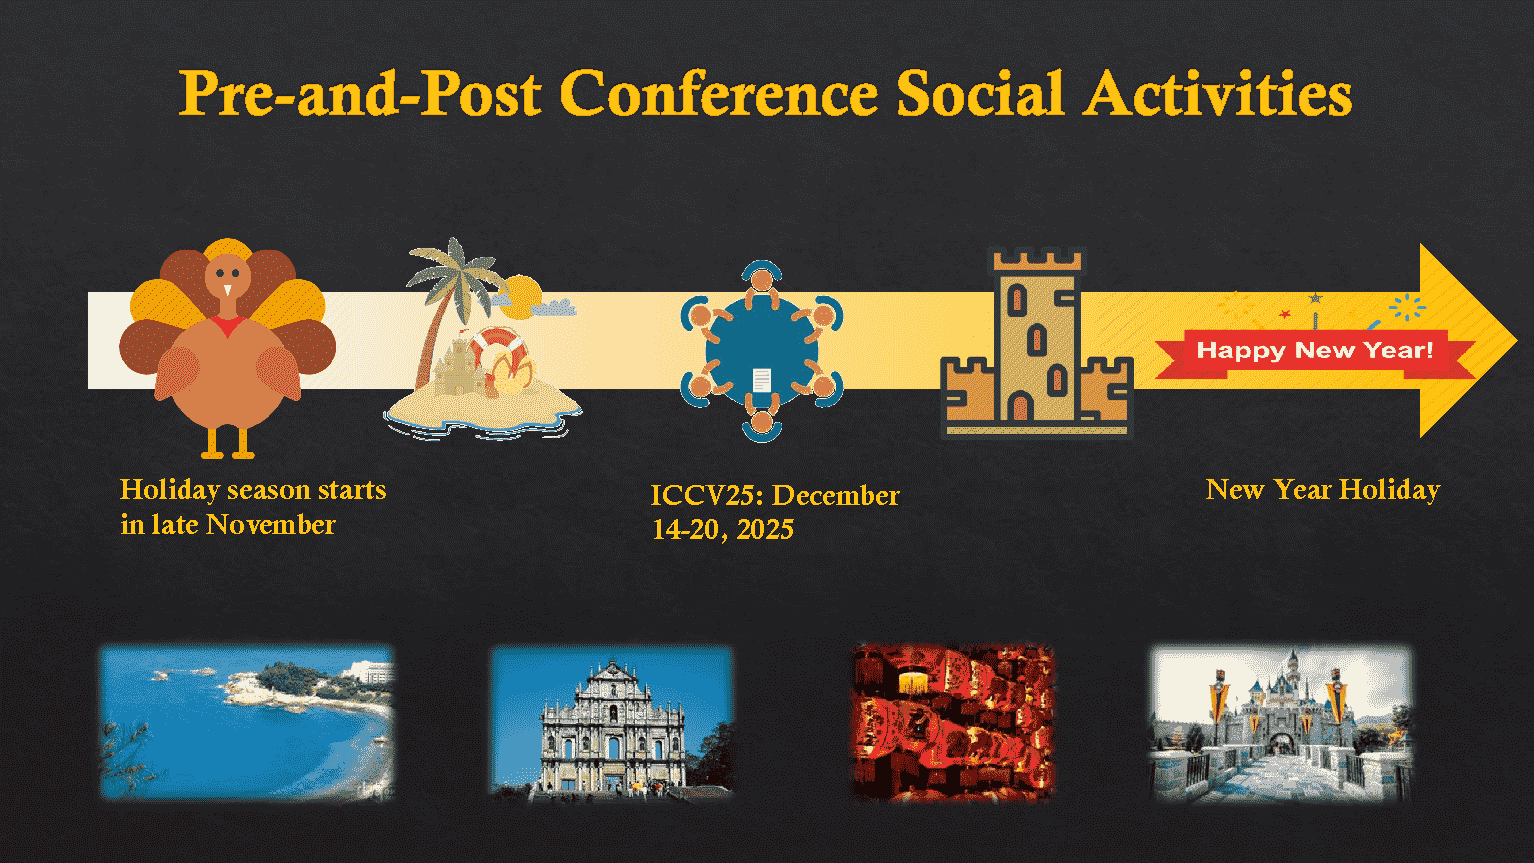 Pre-and-Post Conference Social Activities
Happy New Year!
Holiday season starts
in late November
ICCV25: December
14-20, 2025
New Year Holiday